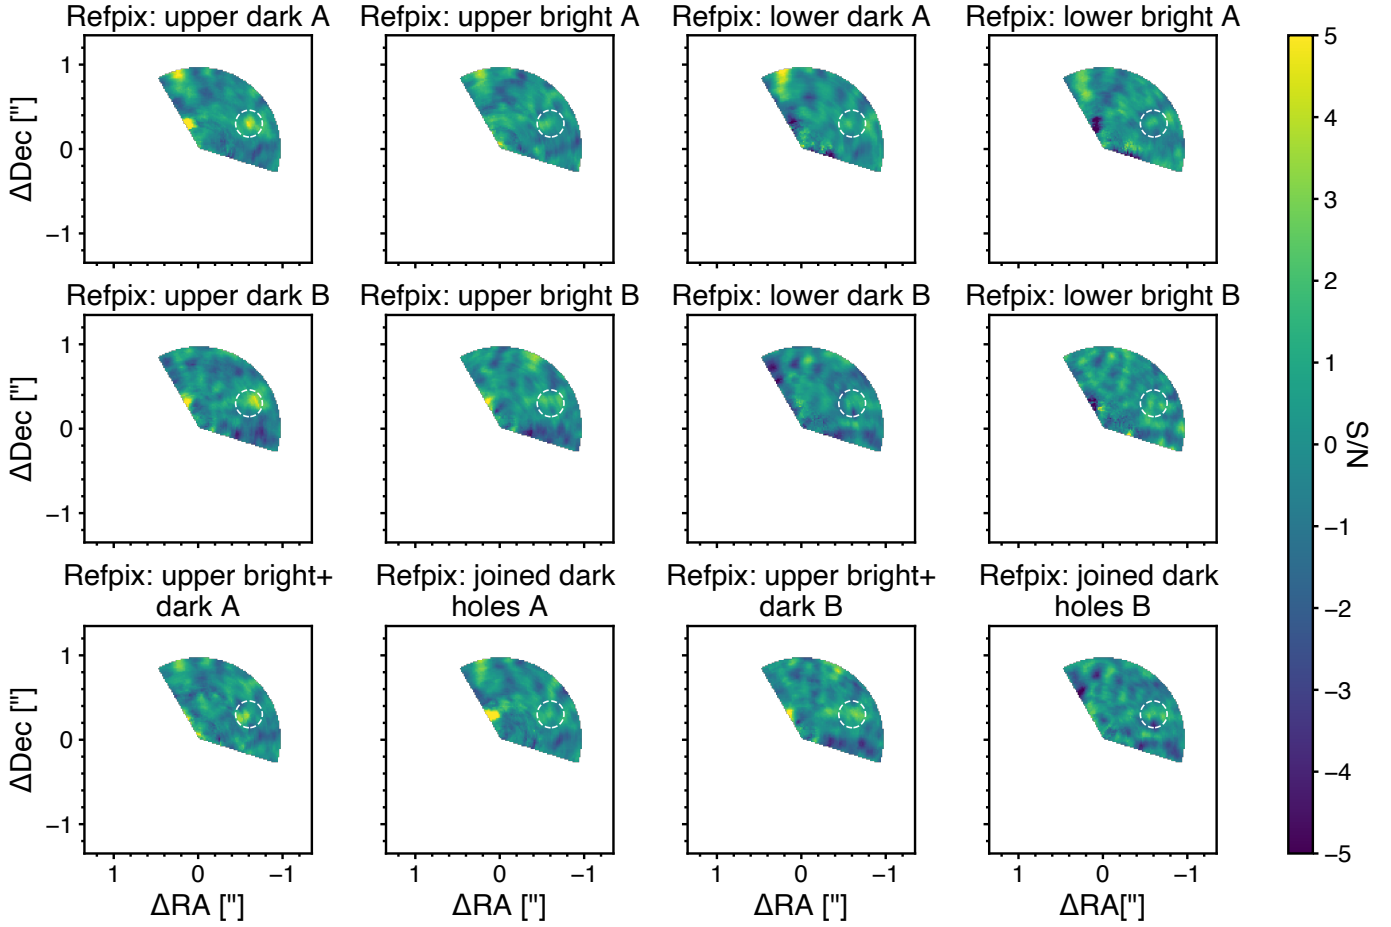 Refpix: upper dark A
Refpix: upper bright A
Refpix: lower dark A
Refpix: lower bright A
1
0
−1
ΔDec ["]
Refpix: upper dark B
Refpix: upper bright B
Refpix: lower dark B
Refpix: lower bright B
1
0
−1
ΔDec ["]
Refpix: upper bright+
dark A
Refpix: joined dark
holes A
Refpix: upper bright+
dark B
Refpix: joined dark
holes B
1
0
−1
ΔDec ["]
1 0 −1
1 0 −1
1 0 −1
1 0 −1
ΔRA ["]
ΔRA ["]
ΔRA ["]
ΔRA["]
5
4
3
2
1
0
−1
−2
−3
−4
−5
S/N